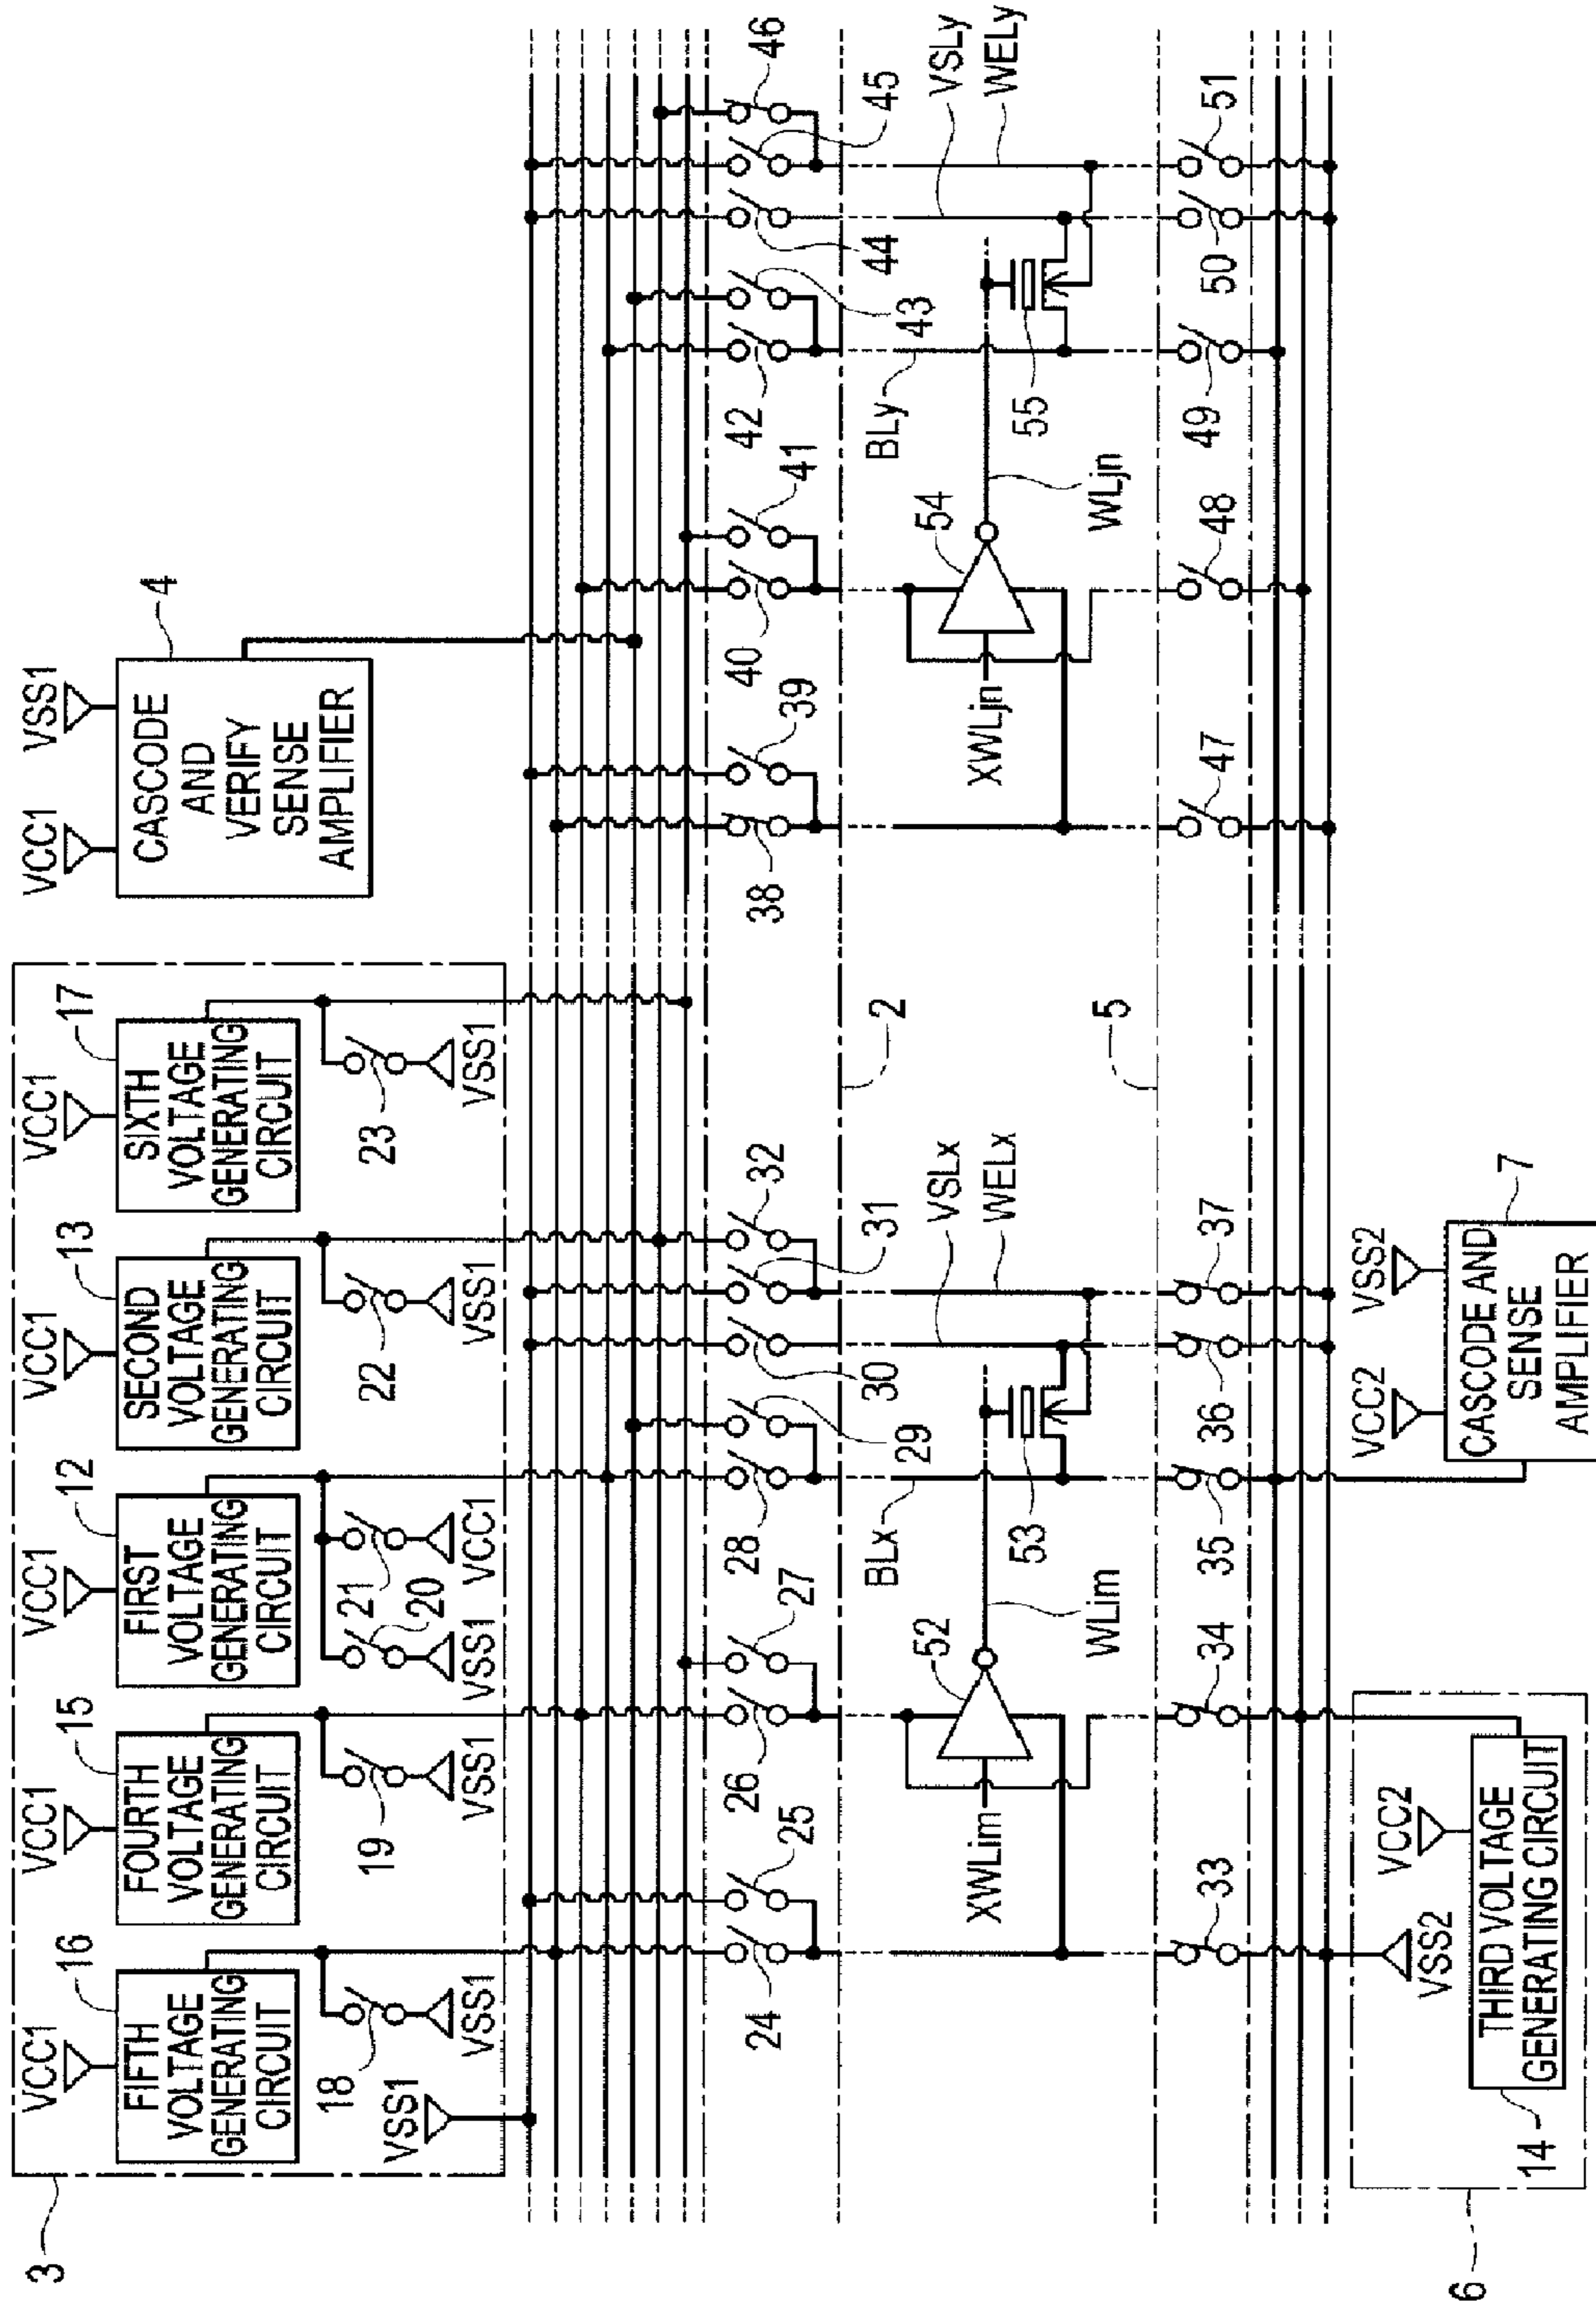 3
VCC1
16
FIFTH
VOLTAGE
GENERATING
CIRCUIT
18
VSS1
VSS1
VCC1
15
FOURTH
VOLTAGE
GENERATING
CIRCUIT
19
VSS1
VCC1
12
FIRST
VOLTAGE
GENERATING
CIRCUIT
21
20
VSS1
VCC1
VCC1
13
SECOND
VOLTAGE
GENERATING
CIRCUIT
22
VSS1
VCC1
17
SIXTH
VOLTAGE
GENERATING
CIRCUIT
23
VSS1
VCC1
VSS1
4
CASCODE
AND
VERIFY
SENSE
AMPLIFIER
24
25
26
27
28
29
30
31
32
38
39
40
41
42
43
44
45
46
2
XWLim
52
WLim
BLx
53
VSLx
WELx
XWLjn
54
WLjn
BLy
55
VSLy
WELy
5
33
34
35
36
37
47
48
49
50
51
6
VSS2
VCC2
14
THIRD VOLTAGE
GENERATING CIRCUIT
VCC2
VSS2
7
CASCODE AND
SENSE
AMPLIFIER